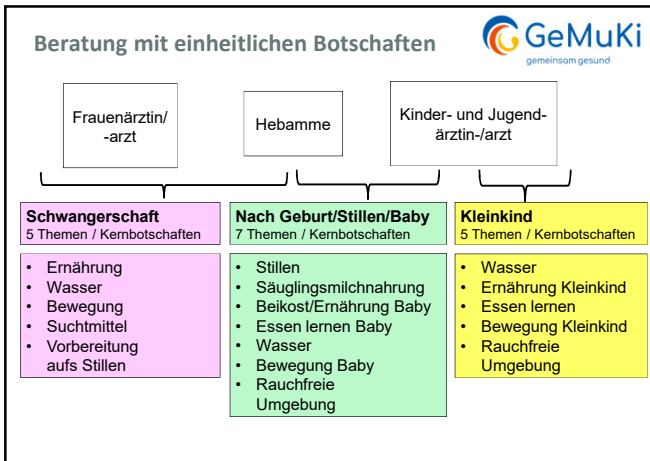 Beratung mit einheitlichen Botschaften
GeMuKi
gemeinsam gesund
Frauenärztin/
-arzt
Hebamme
Kinder- und Jugend-
ärztin-/arzt
Schwangerschaft
5 Themen / Kernbotschaften
• Ernährung
• Wasser
• Bewegung
• Suchtmittel
• Vorbereitung
aufs Stillen
Nach Geburt/Stillen/Baby
7 Themen / Kernbotschaften
• Stillen
• Säuglingsmilchnahrung
• Beikost/Ernährung Baby
• Essen lernen Baby
• Wasser
• Bewegung Baby
• Rauchfreie
Umgebung
Kleinkind
5 Themen / Kernbotschaften
• Wasser
• Ernährung Kleinkind
• Essen lernen
• Bewegung Kleinkind
• Rauchfreie
Umgebung